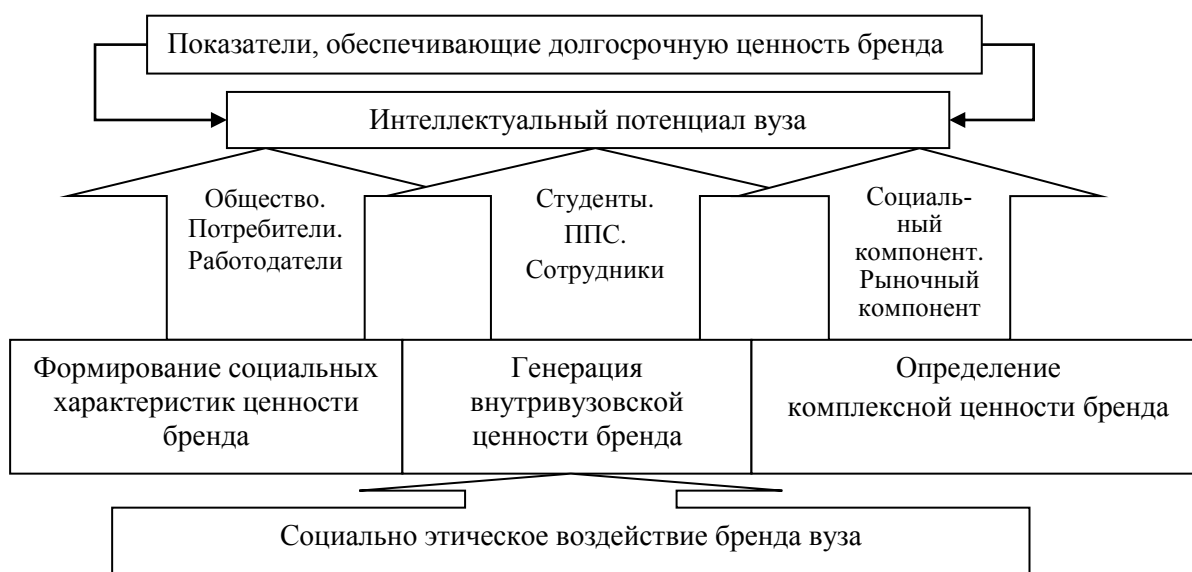 Показатели, обеспечивающие долгосрочную ценность бренда
Интеллектуальный потенциал вуза
Общество.
Потребители.
Работодатели
Студенты.
ППС.
Сотрудники
Социаль-
ный
компонент.
Рыночный
компонент
Формирование социальных
характеристик ценности
бренда
Генерация
внутривузовской
ценности бренда
Определение
комплексной ценности бренда
Социально этическое воздействие бренда вуза